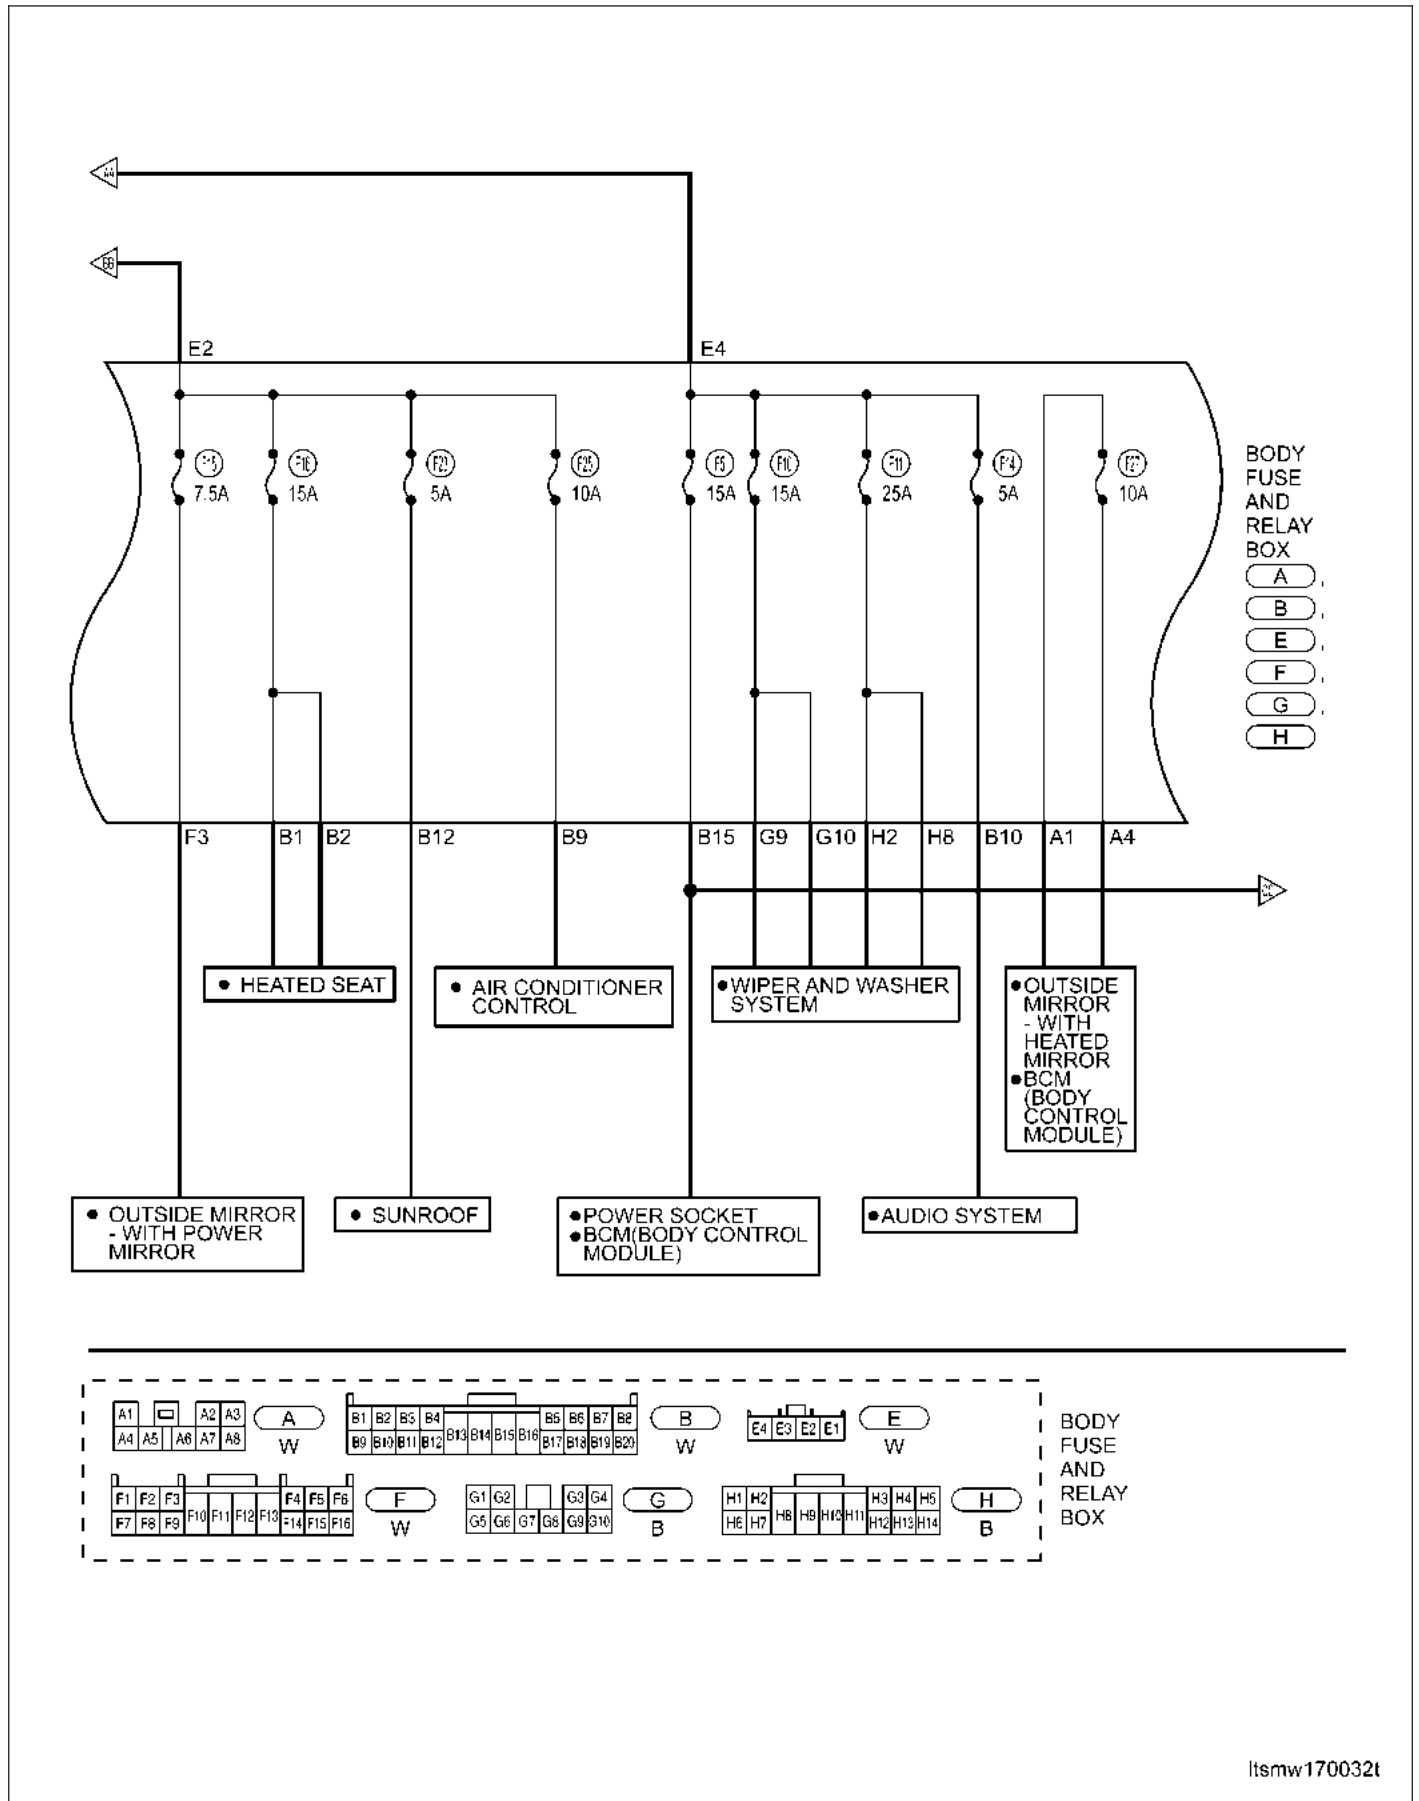 E2
E4
F16
7.5A
15A
5A
F25
10A
F5
15A
F10
15A
F11
25A
F24
5A
F27
10A
BODY
FUSE
AND
RELAY
BOX
A ,
B ,
E ,
F ,
G ,
H
F3
B1
B2
B12
B9
B15
G9
G10
H2
H8
B10
A1
A4
● HEATED SEAT
● AIR CONDITIONER
CONTROL
●WIPER AND WASHER
SYSTEM
●OUTSIDE
MIRROR
- WITH
HEATED
MIRROR
●BCM
(BODY
CONTROL
MODULE)
● OUTSIDE MIRROR
- WITH POWER
MIRROR
● SUNROOF
●POWER SOCKET
●BCM(BODY CONTROL
MODULE)
●AUDIO SYSTEM
A1 A2 A3
A4 A5 A6 A7 A8
A
W
B1 B2 B3 B4 B5 B6 B7 B8
B13 B14 B15 B16
B9 B10 B11 B12 B17 B18 B19 B20
B
W
E4 E3 E2 E1
E
W
F1 F2 F3 F4 F5 F6
F10 F11 F12 F13
F7 F8 F9 F14 F15 F16
F
W
G1 G2 G3 G4
G5 G6 G7 G8 G9 G10
G
B
H1 H2 H3 H4 H5
H8 H9 H10 H11
H6 H7 H12 H13 H14
H
B
BODY
FUSE
AND
RELAY
BOX
ltsmw170032t